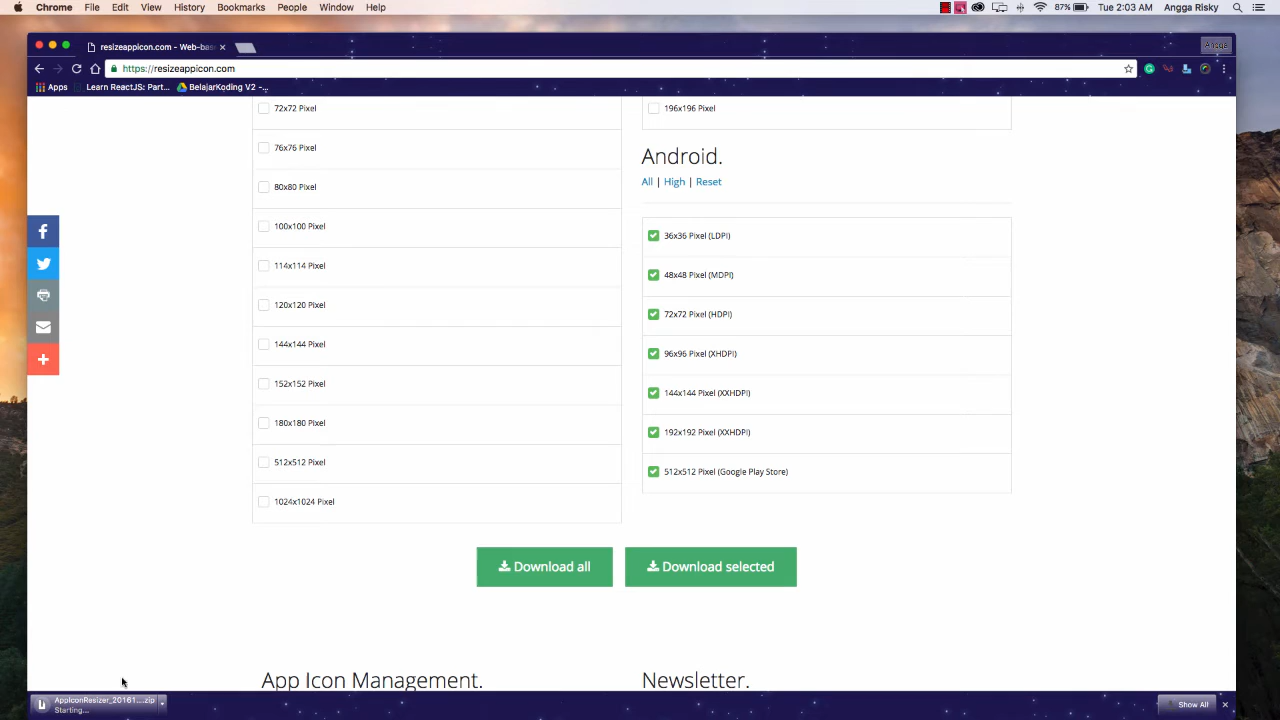 Chrome File Edit View History Bookmarks People Window Help 87% Tue 2:03 AM Angga Risky
resizeappicon.com - Web-bas Angga
https://resizeappicon.com
Apps Learn ReactJS: Part... BelajarKoding V2 -...
72x72 Pixel
76x76 Pixel
80x80 Pixel
100x100 Pixel
114x114 Pixel
120x120 Pixel
144x144 Pixel
152x152 Pixel
180x180 Pixel
512x512 Pixel
1024x1024 Pixel
196x196 Pixel
Android.
All | High | Reset
36x36 Pixel (LDPI)
48x48 Pixel (MDPI)
72x72 Pixel (HDPI)
96x96 Pixel (XHDPI)
144x144 Pixel (XXHDPI)
192x192 Pixel (XXHDPI)
512x512 Pixel (Google Play Store)
Download all
Download selected
App Icon Management.
Newsletter.
AppIconResizer_20161....zip
Starting...
Show All